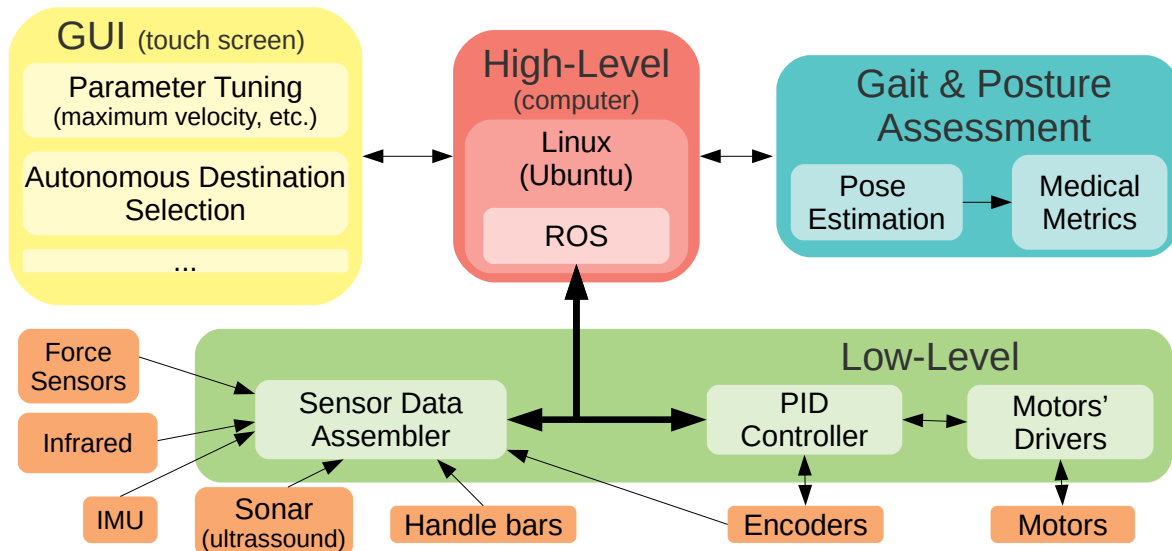 GUI (touch screen)
Parameter Tuning
(maximum velocity, etc.)
Autonomous Destination
Selection
...
High-Level
(computer)
Linux
(Ubuntu)
ROS
Gait & Posture
Assessment
Pose
Estimation
Medical
Metrics
Low-Level
Force
Sensors
Infrared
IMU
Sensor Data
Assembler
PID
Controller
Motors'
Drivers
Sonar
(ultrassound)
Handle bars
Encoders
Motors